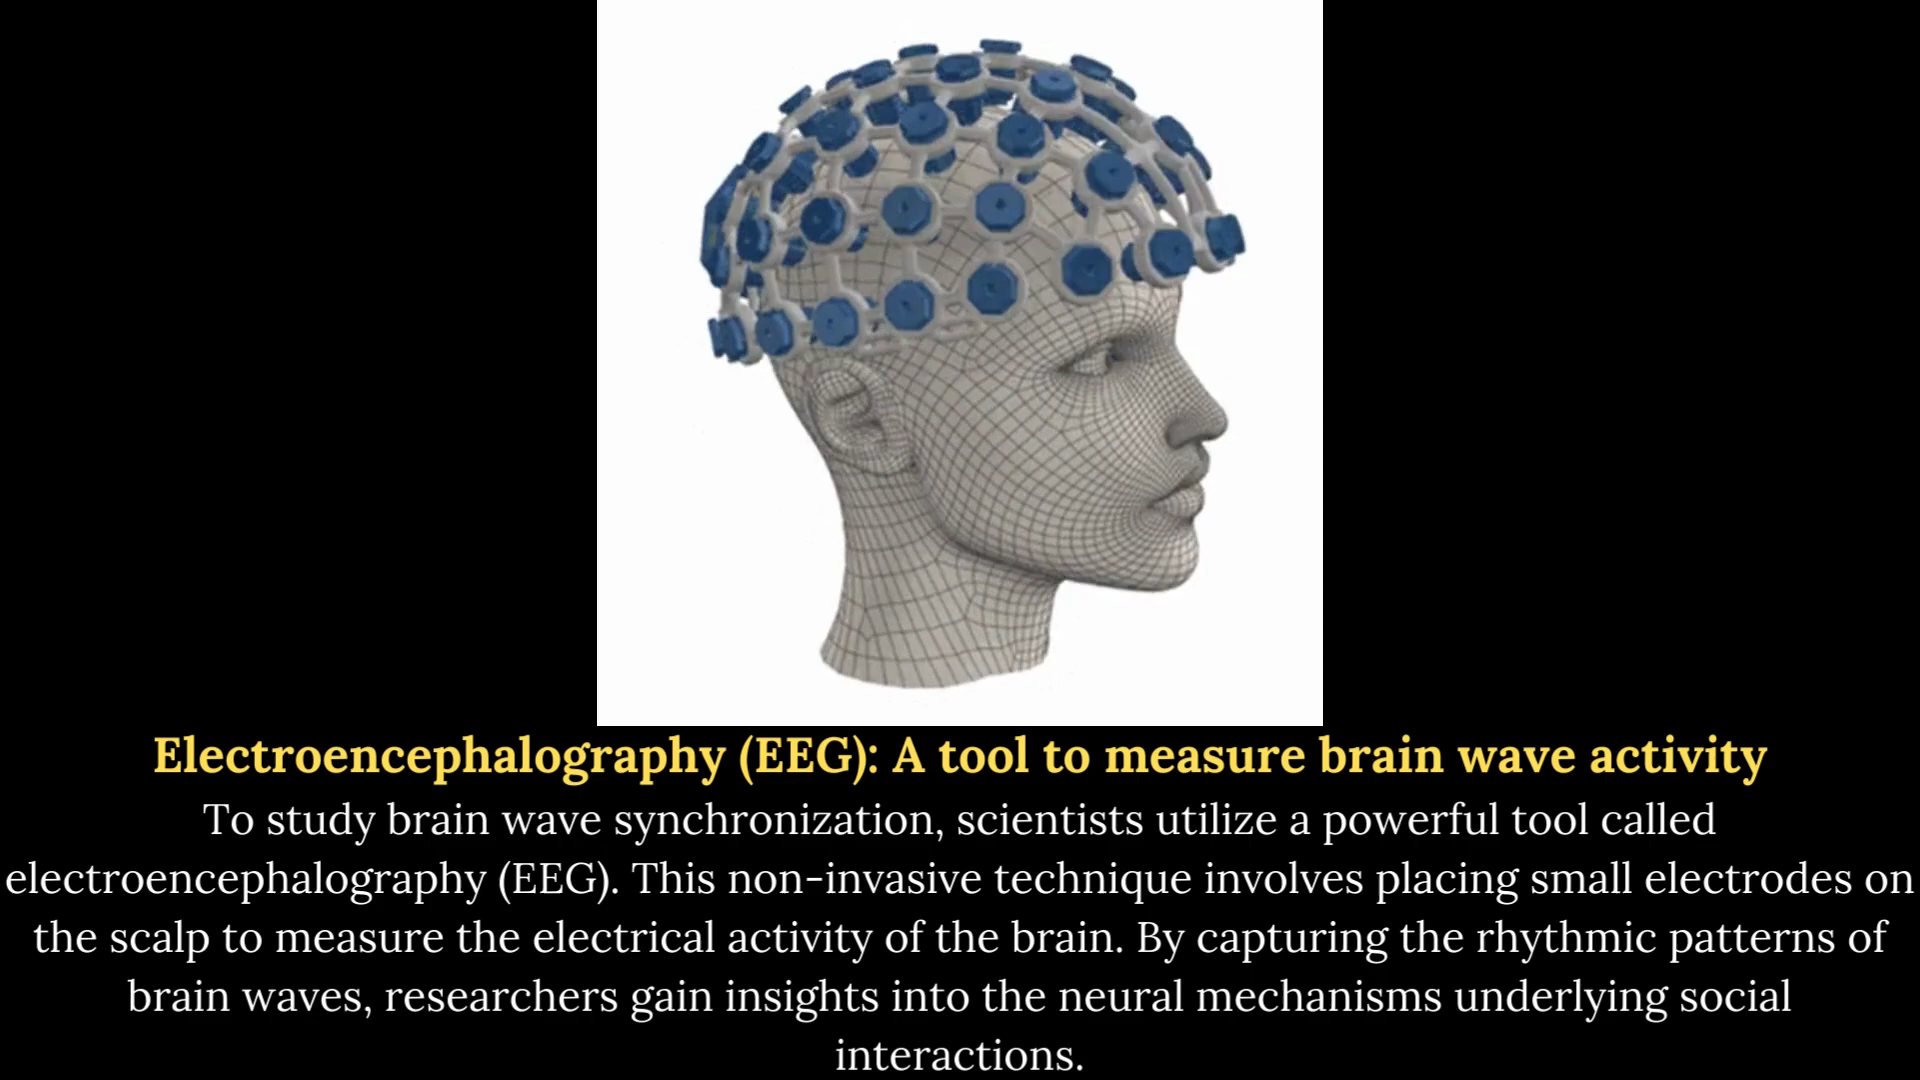 Electroencephalography (EEG): A tool to measure brain wave activity
To study brain wave synchronization, scientists utilize a powerful tool called
electroencephalography (EEG). This non-invasive technique involves placing small electrodes on
the scalp to measure the electrical activity of the brain. By capturing the rhythmic patterns of
brain waves, researchers gain insights into the neural mechanisms underlying social
interactions.